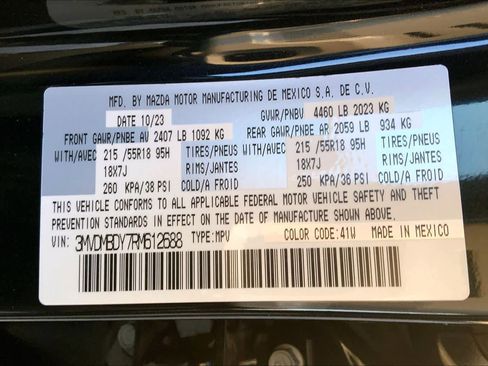 MFD. BY MAZDA MOTOR MANUFACTURING DE MEXICO S.A. DE C.V.
DATE 10/23 GVWR/PNBV 4460 LB 2023 KG
FRONT GAWR/PNBE AV 2407 LB 1092 KG REAR GAWR/PNBE AR 2059 LB 934 KG
WITH/AVEC 215 /55R18 95H TIRES/PNEUS WITH/AVEC 215 /55R18 95H TIRES/PNEUS
18X7J RIMS/JANTES 18X7J RIMS/JANTES
260 KPA/38 PSI COLD/A FROID 250 KPA/36 PSI COLD/A FROID
THIS VEHICLE CONFORMS TO ALL APPLICABLE FEDERAL MOTOR VEHICLE SAFETY AND THEFT
PREVENTION STANDARDS IN EFFECT ON THE DATE OF MANUFACTURE SHOWN ABOVE.
VIN: 3MVDMBDY7RM612688 TYPE: MPV COLOR CODE: 41W MADE IN MEXICO